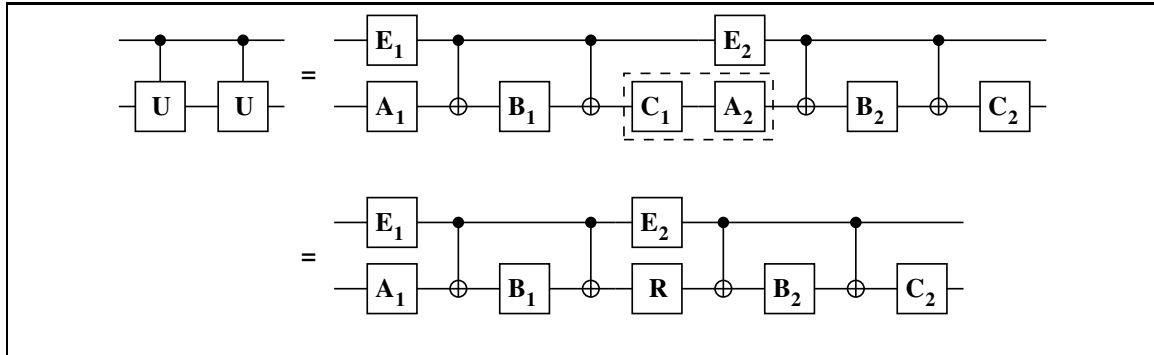 E₁ E₂
=
U U A₁ B₁ C₁ A₂ B₂ C₂
E₁ E₂
=
A₁ B₁ R B₂ C₂